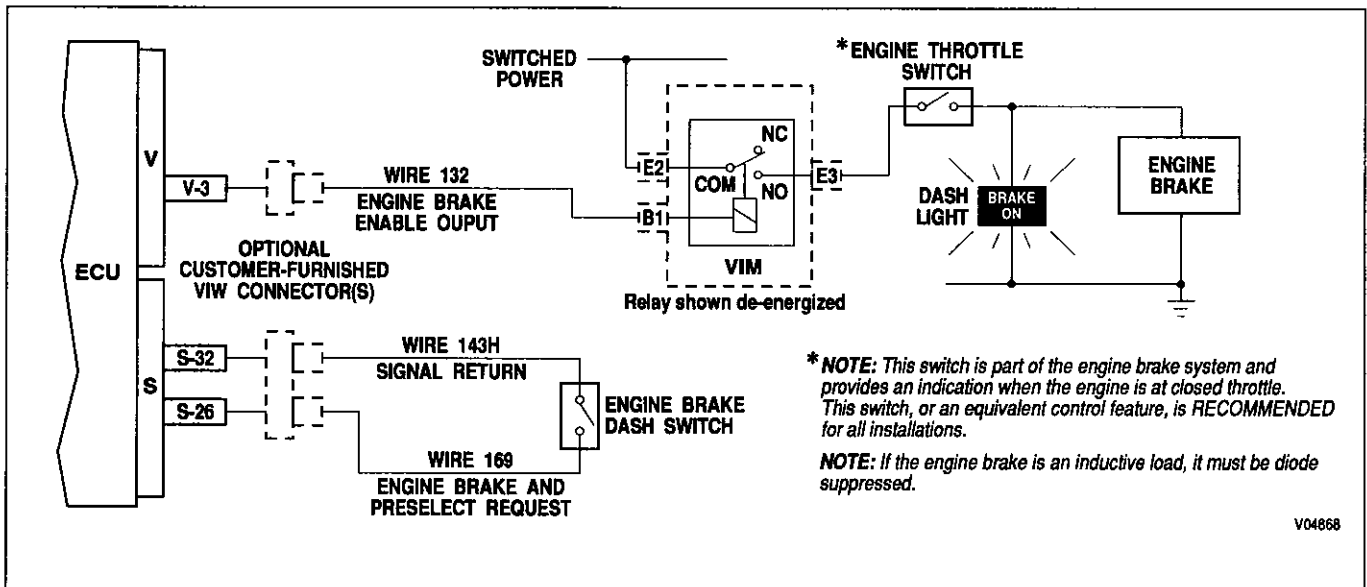 SWITCHED
POWER
*ENGINE THROTTLE
SWITCH
V
V-3
WIRE 132
ENGINE BRAKE
ENABLE OUPUT
E2
NC
COM
NO
E3
B1
VIM
Relay shown de-energized
DASH
LIGHT
BRAKE
ON
ENGINE
BRAKE
ECU
OPTIONAL
CUSTOMER-FURNISHED
VIW CONNECTOR(S)
S
S-32
S-26
WIRE 143H
SIGNAL RETURN
ENGINE BRAKE
DASH SWITCH
WIRE 169
ENGINE BRAKE AND
PRESELECT REQUEST
* NOTE: This switch is part of the engine brake system and
provides an indication when the engine is at closed throttle.
This switch, or an equivalent control feature, is RECOMMENDED
for all installations.
NOTE: If the engine brake is an inductive load, it must be diode
suppressed.
V04868